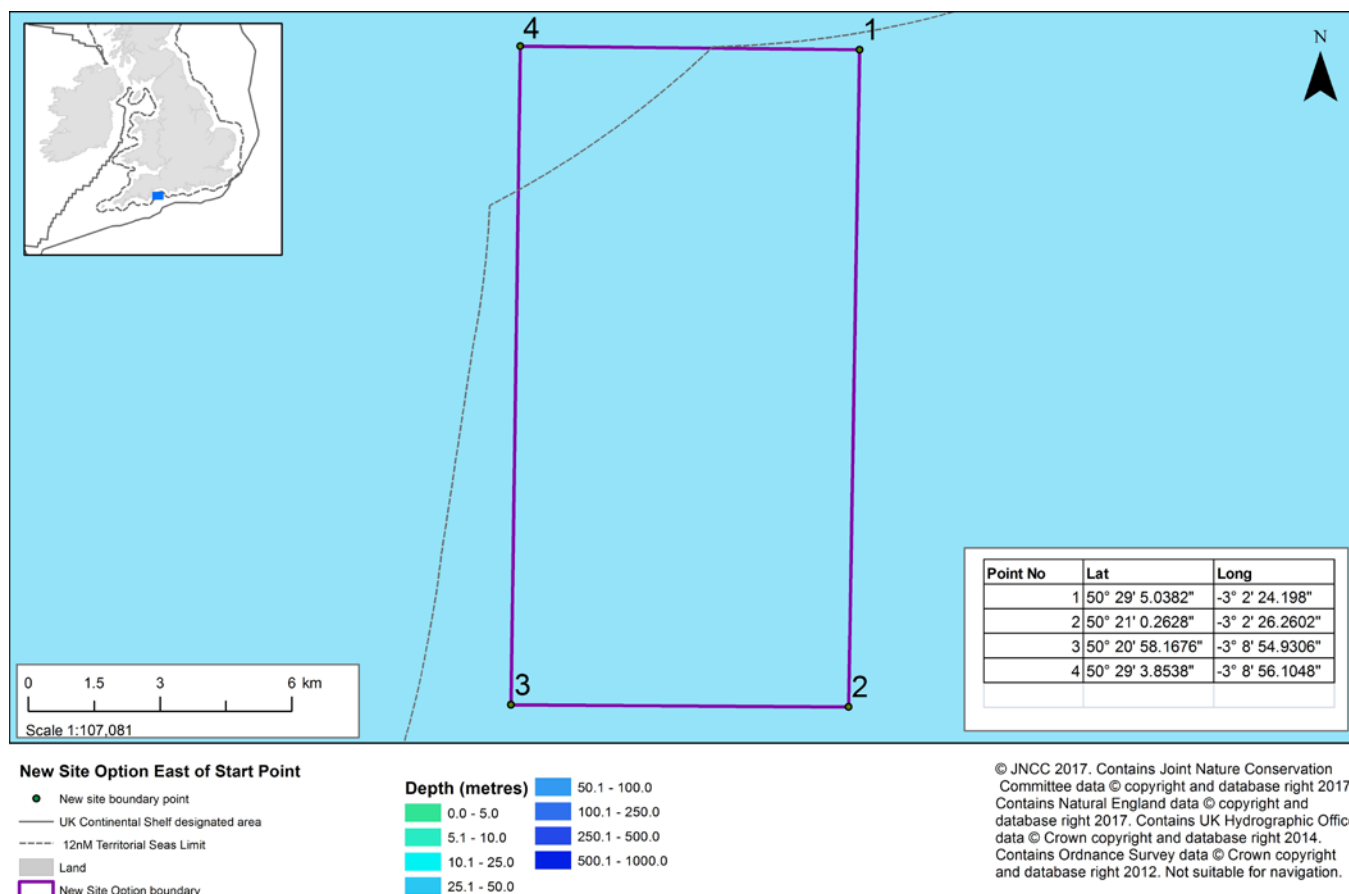 4
1
N
3
2
0 1.5 3 6 km
Scale 1:107,081
Point No Lat Long
1 50° 29' 5.0382" -3° 2' 24.198"
2 50° 21' 0.2628" -3° 2' 26.2602"
3 50° 20' 58.1676" -3° 8' 54.9306"
4 50° 29' 3.8538" -3° 8' 56.1048"
New Site Option East of Start Point
New site boundary point
UK Continental Shelf designated area
12nM Territorial Seas Limit
Land
New Site Option boundary
Depth (metres)
0.0 - 5.0
5.1 - 10.0
10.1 - 25.0
25.1 - 50.0
50.1 - 100.0
100.1 - 250.0
250.1 - 500.0
500.1 - 1000.0
© JNCC 2017. Contains Joint Nature Conservation
Committee data © copyright and database right 2017
Contains Natural England data © copyright and
database right 2017. Contains UK Hydrographic Office
data © Crown copyright and database right 2014.
Contains Ordnance Survey data © Crown copyright
and database right 2012. Not suitable for navigation.